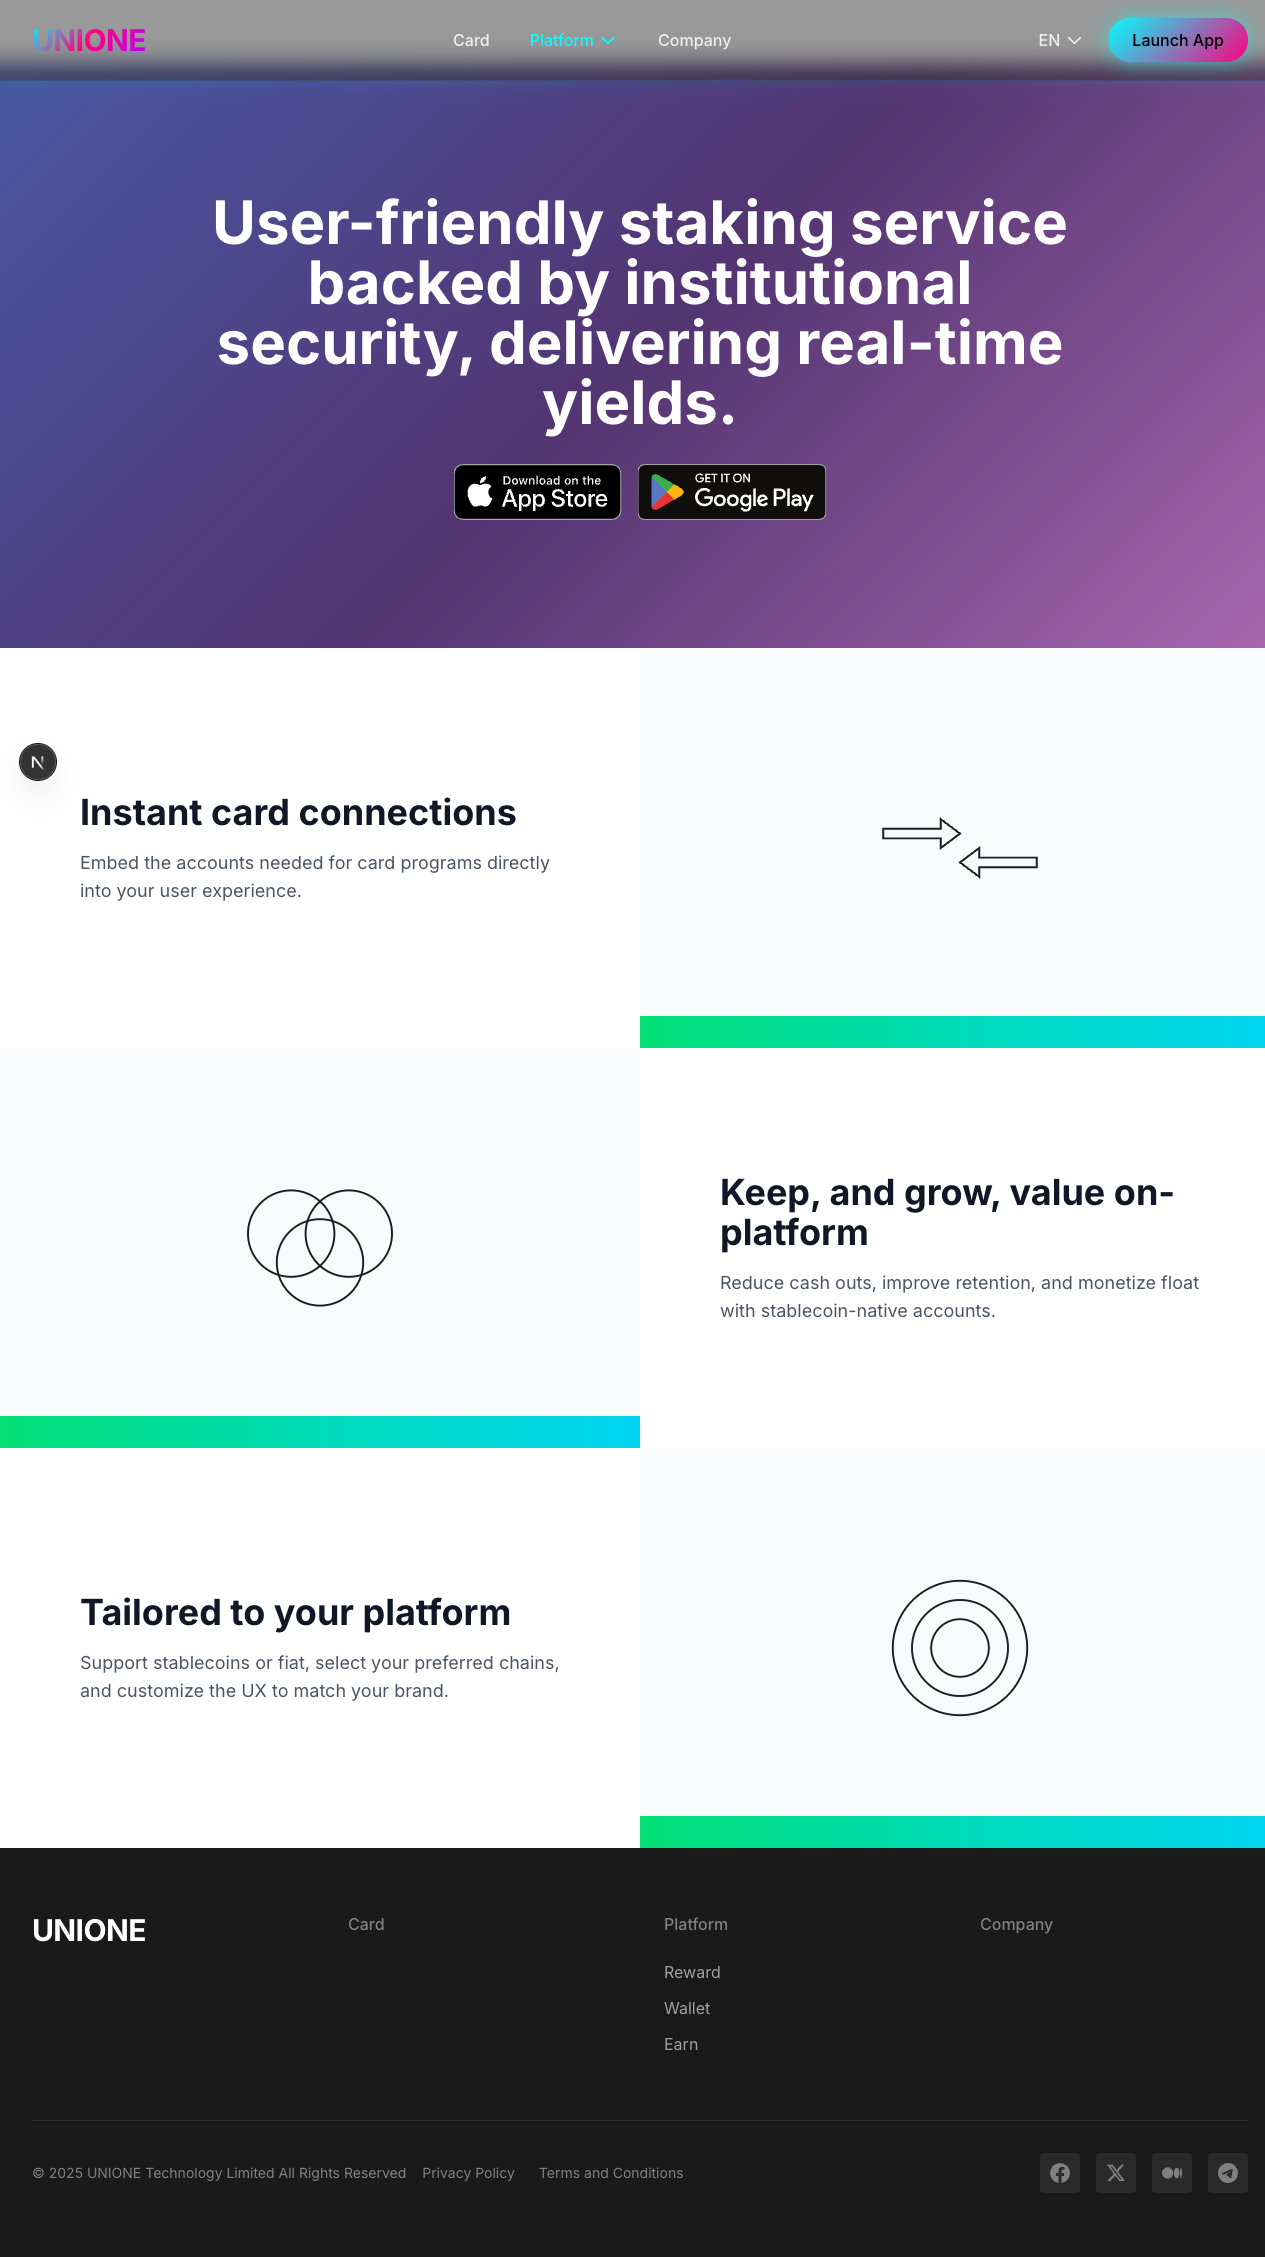 UNIONE
Card
Platform
Company
EN
Launch App
User-friendly staking service
backed by institutional
security, delivering real-time
yields.
Download on the
App Store
GET IT ON
Google Play
N
Instant card connections
Embed the accounts needed for card programs directly
into your user experience.
Keep, and grow, value on-
platform
Reduce cash outs, improve retention, and monetize float
with stablecoin-native accounts.
Tailored to your platform
Support stablecoins or fiat, select your preferred chains,
and customize the UX to match your brand.
UNIONE
Card
Platform
Company
Reward
Wallet
Earn
© 2025 UNIONE Technology Limited All Rights Reserved
Privacy Policy
Terms and Conditions